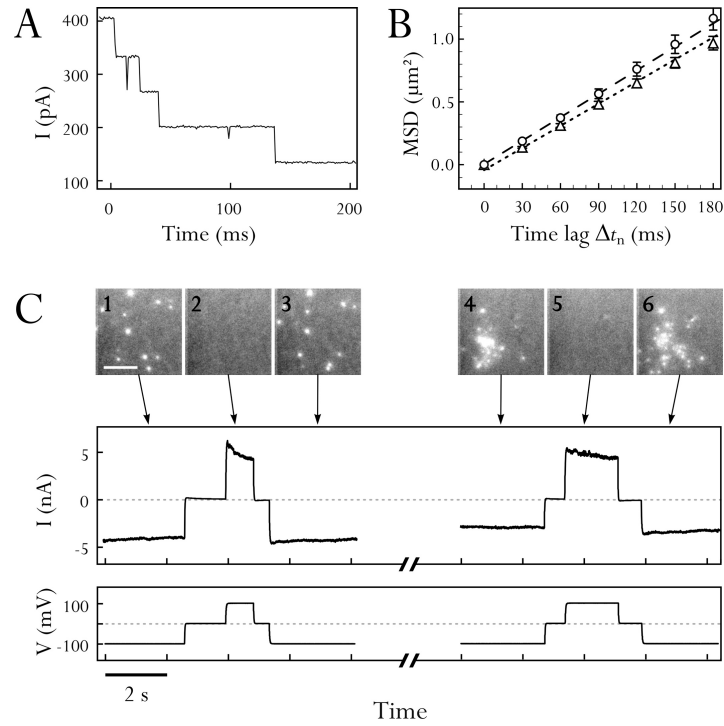 A
I (pA)
400
300
200
100
0 100 200
Time (ms)
B
MSD (μm²)
1.0
0.5
0.0
0 30 60 90 120 150 180
Time lag Δtn (ms)
C
1 2 3 4 5 6
I (nA)
5
0
-5
V (mV)
100
-100
2 s
Time